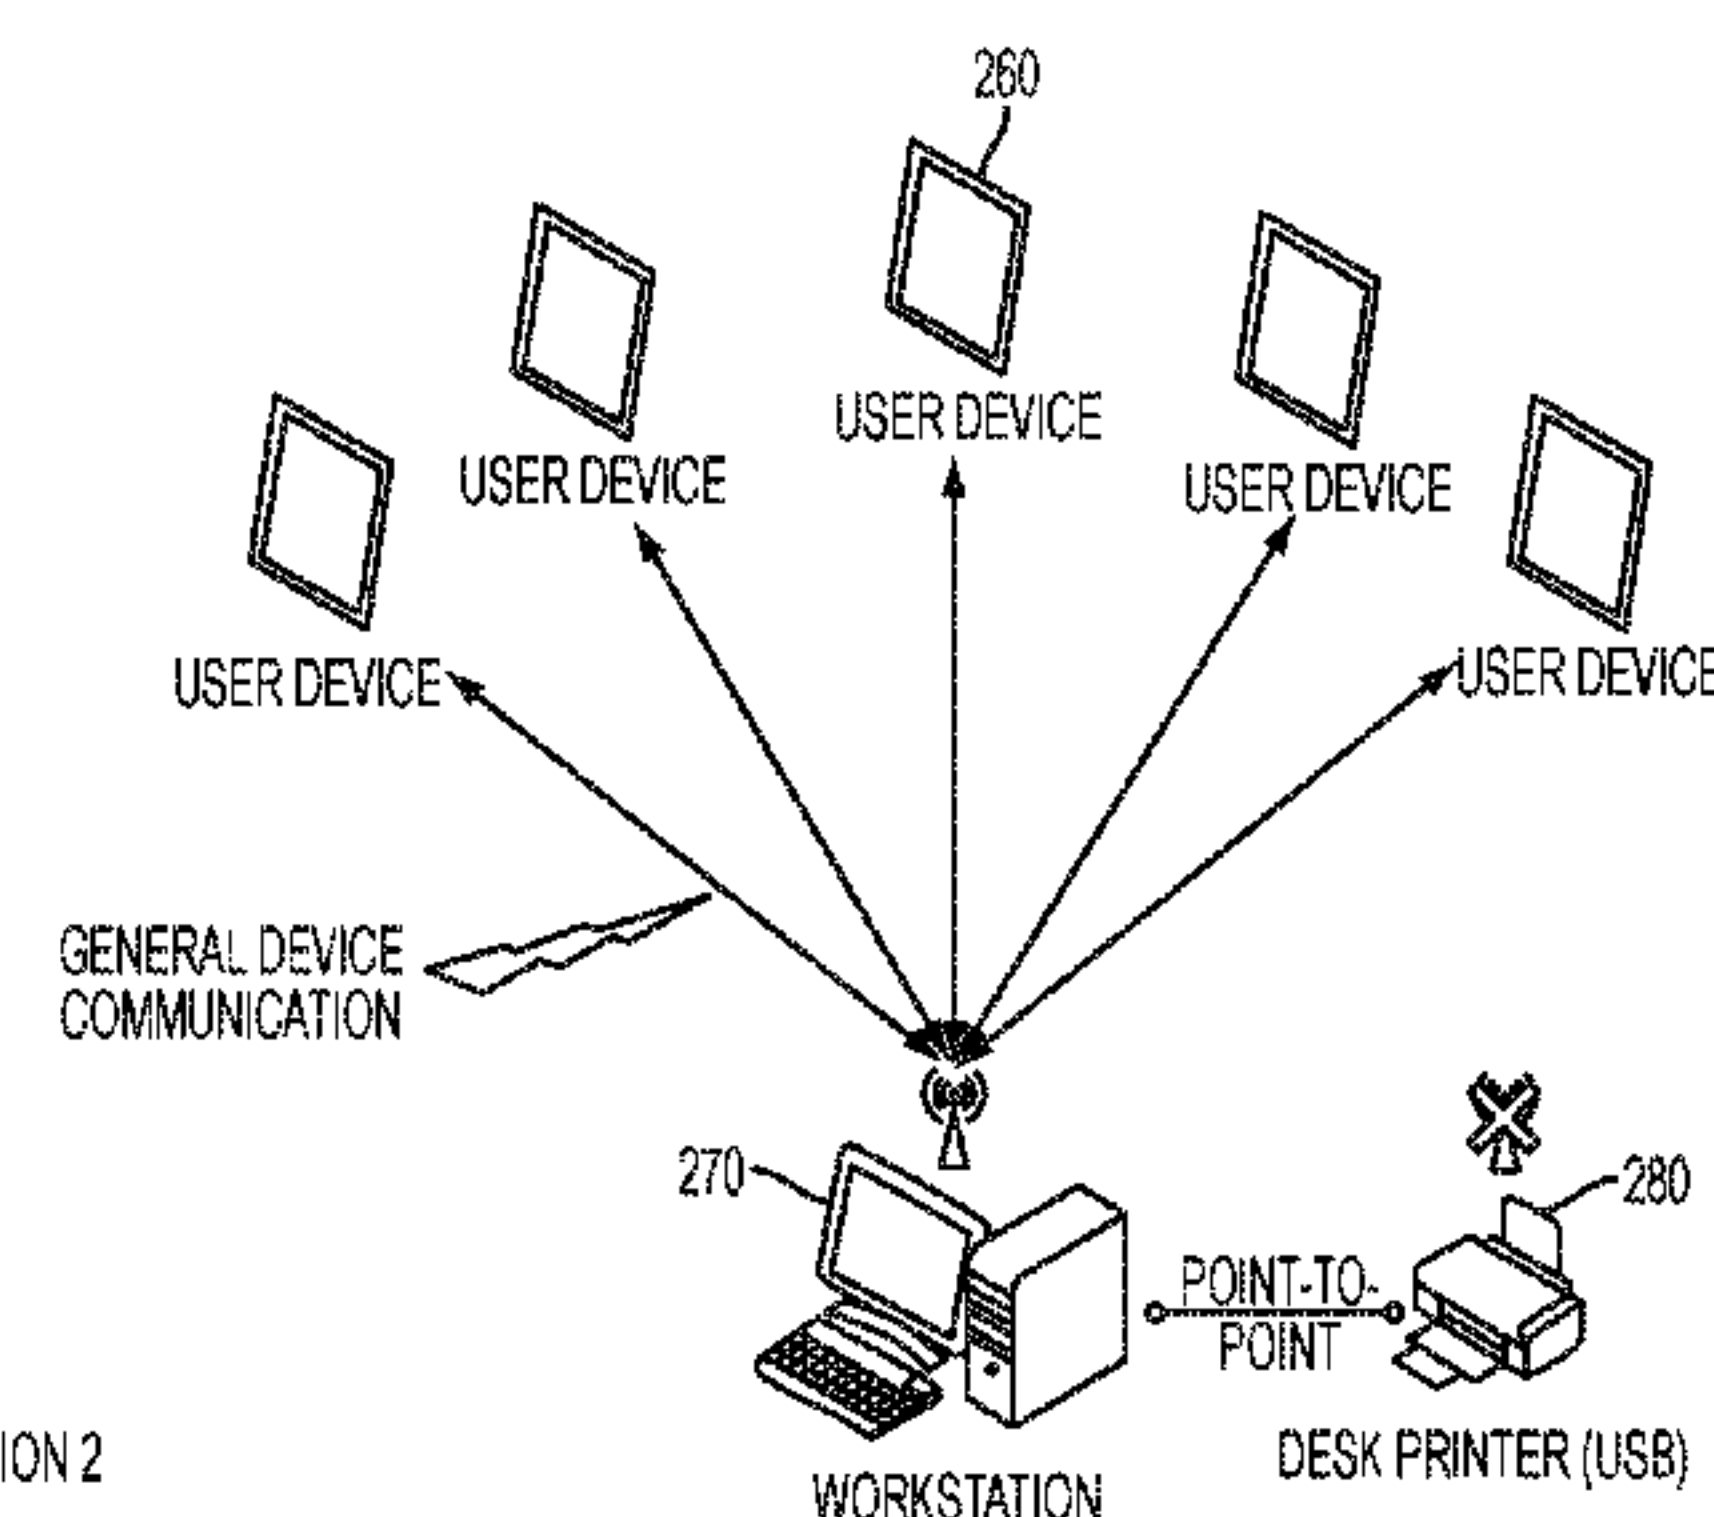 260
USER DEVICE
USER DEVICE
USER DEVICE
USER DEVICE
USER DEVICE
GENERAL DEVICE
COMMUNICATION
270
280
POINT-TO-
POINT
ION 2
DESK PRINTER (USB)
WORKSTATION